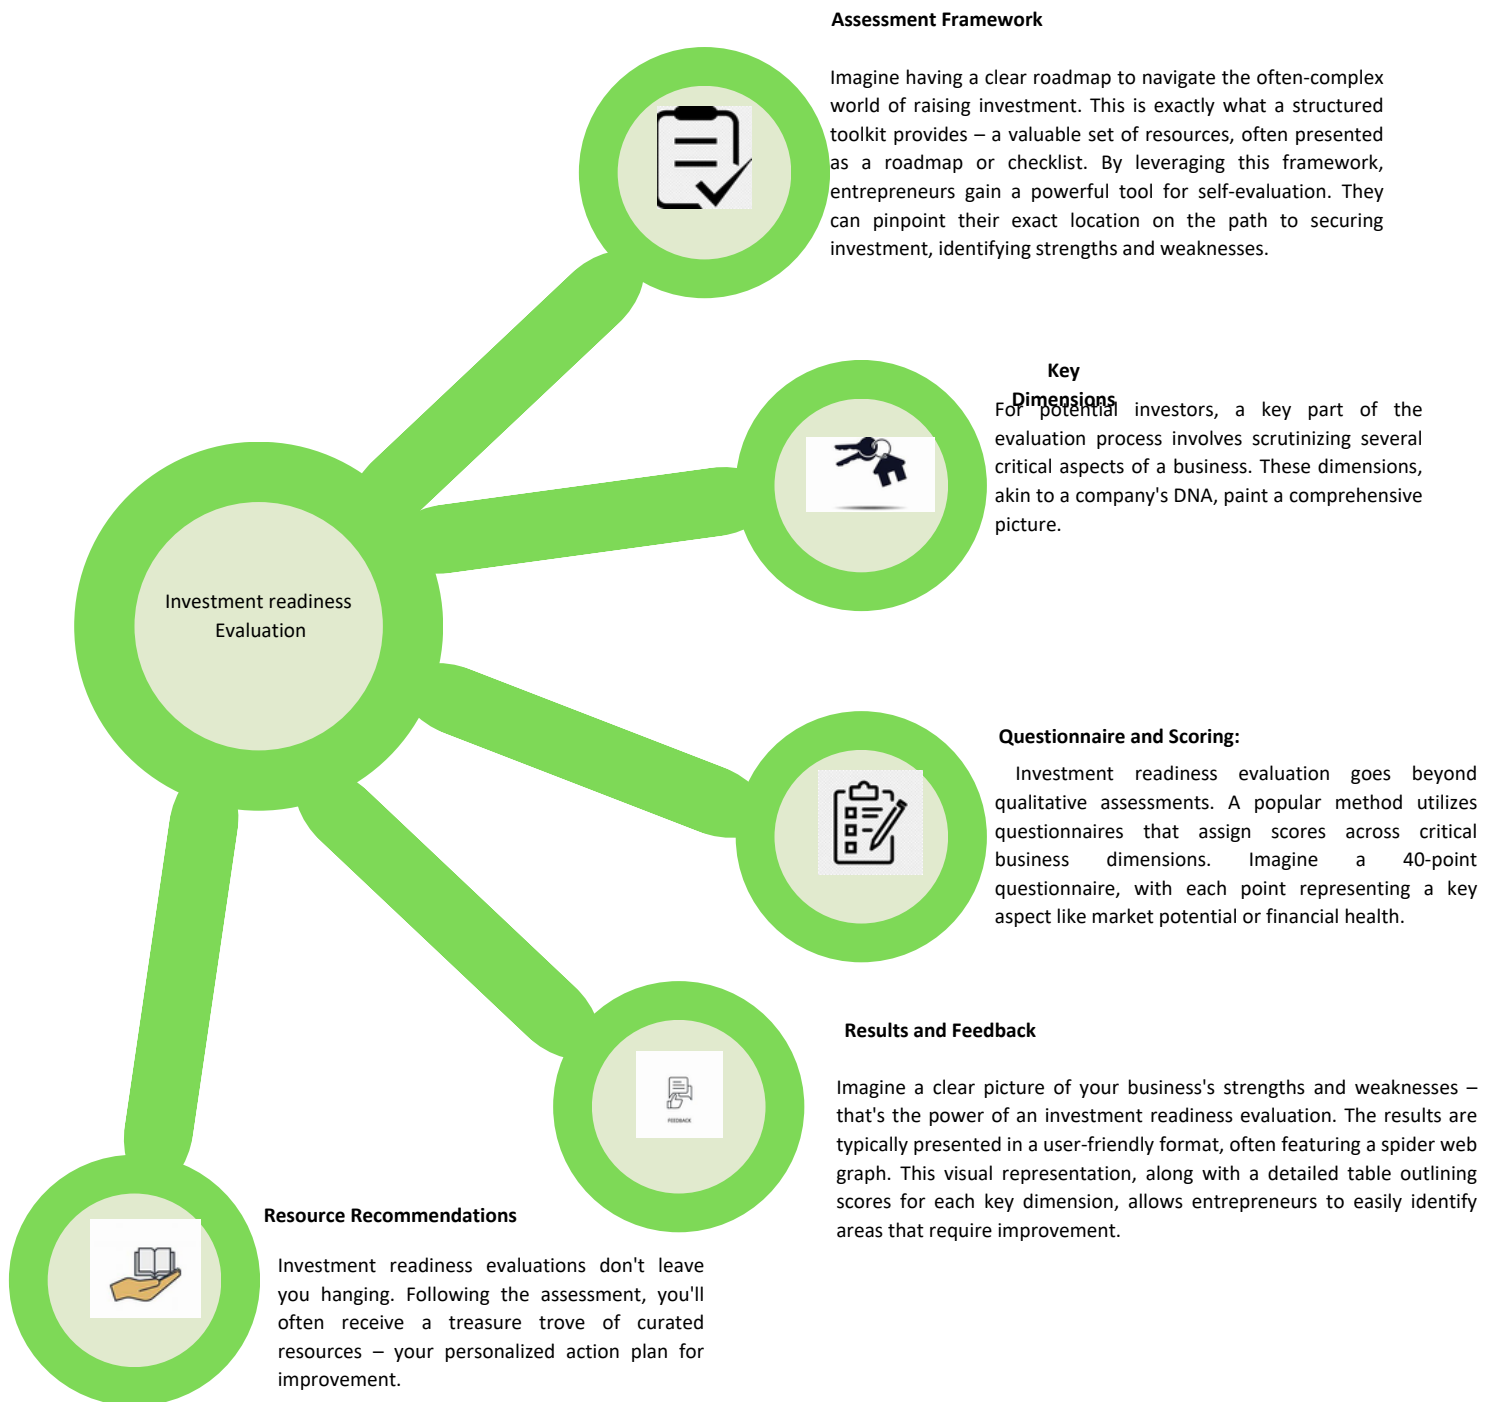 Assessment Framework
Imagine having a clear roadmap to navigate the often-complex
world of raising investment. This is exactly what a structured
toolkit provides – a valuable set of resources, often presented
as a roadmap or checklist. By leveraging this framework,
entrepreneurs gain a powerful tool for self-evaluation. They
can pinpoint their exact location on the path to securing
investment, identifying strengths and weaknesses.
Key
Dimensions
For potential investors, a key part of the
evaluation process involves scrutinizing several
critical aspects of a business. These dimensions,
akin to a company's DNA, paint a comprehensive
picture.
Investment readiness
Evaluation
Questionnaire and Scoring:
Investment readiness evaluation goes beyond
qualitative assessments. A popular method utilizes
questionnaires that assign scores across critical
business dimensions. Imagine a 40-point
questionnaire, with each point representing a key
aspect like market potential or financial health.
Results and Feedback
Imagine a clear picture of your business's strengths and weaknesses –
that's the power of an investment readiness evaluation. The results are
typically presented in a user-friendly format, often featuring a spider web
graph. This visual representation, along with a detailed table outlining
scores for each key dimension, allows entrepreneurs to easily identify
areas that require improvement.
FEEDBACK
Resource Recommendations
Investment readiness evaluations don't leave
you hanging. Following the assessment, you'll
often receive a treasure trove of curated
resources – your personalized action plan for
improvement.